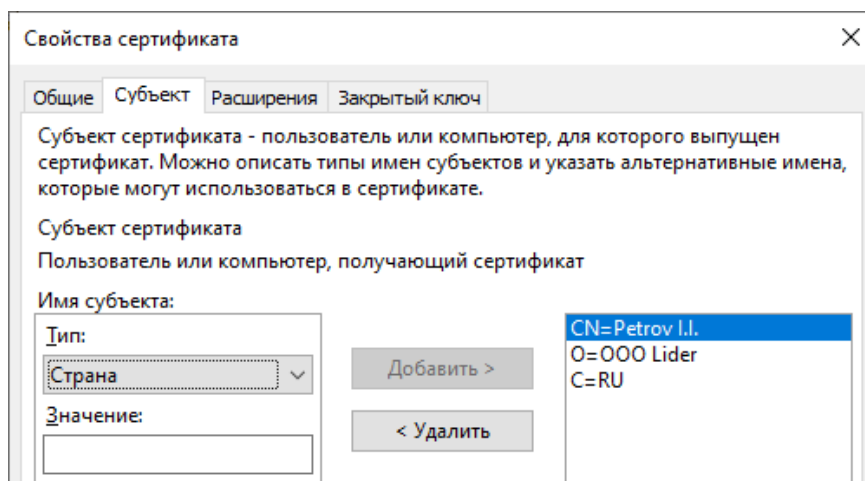 Свойства сертификата
Общие Субъект Расширения Закрытый ключ
Субъект сертификата - пользователь или компьютер, для которого выпущен
сертификат. Можно описать типы имен субъектов и указать альтернативные имена,
которые могут использоваться в сертификате.
Субъект сертификата
Пользователь или компьютер, получающий сертификат
Имя субъекта:
Тип:
Страна
Значение:
Добавить >
< Удалить
CN=Petrov I.I.
O=OOO Lider
C=RU